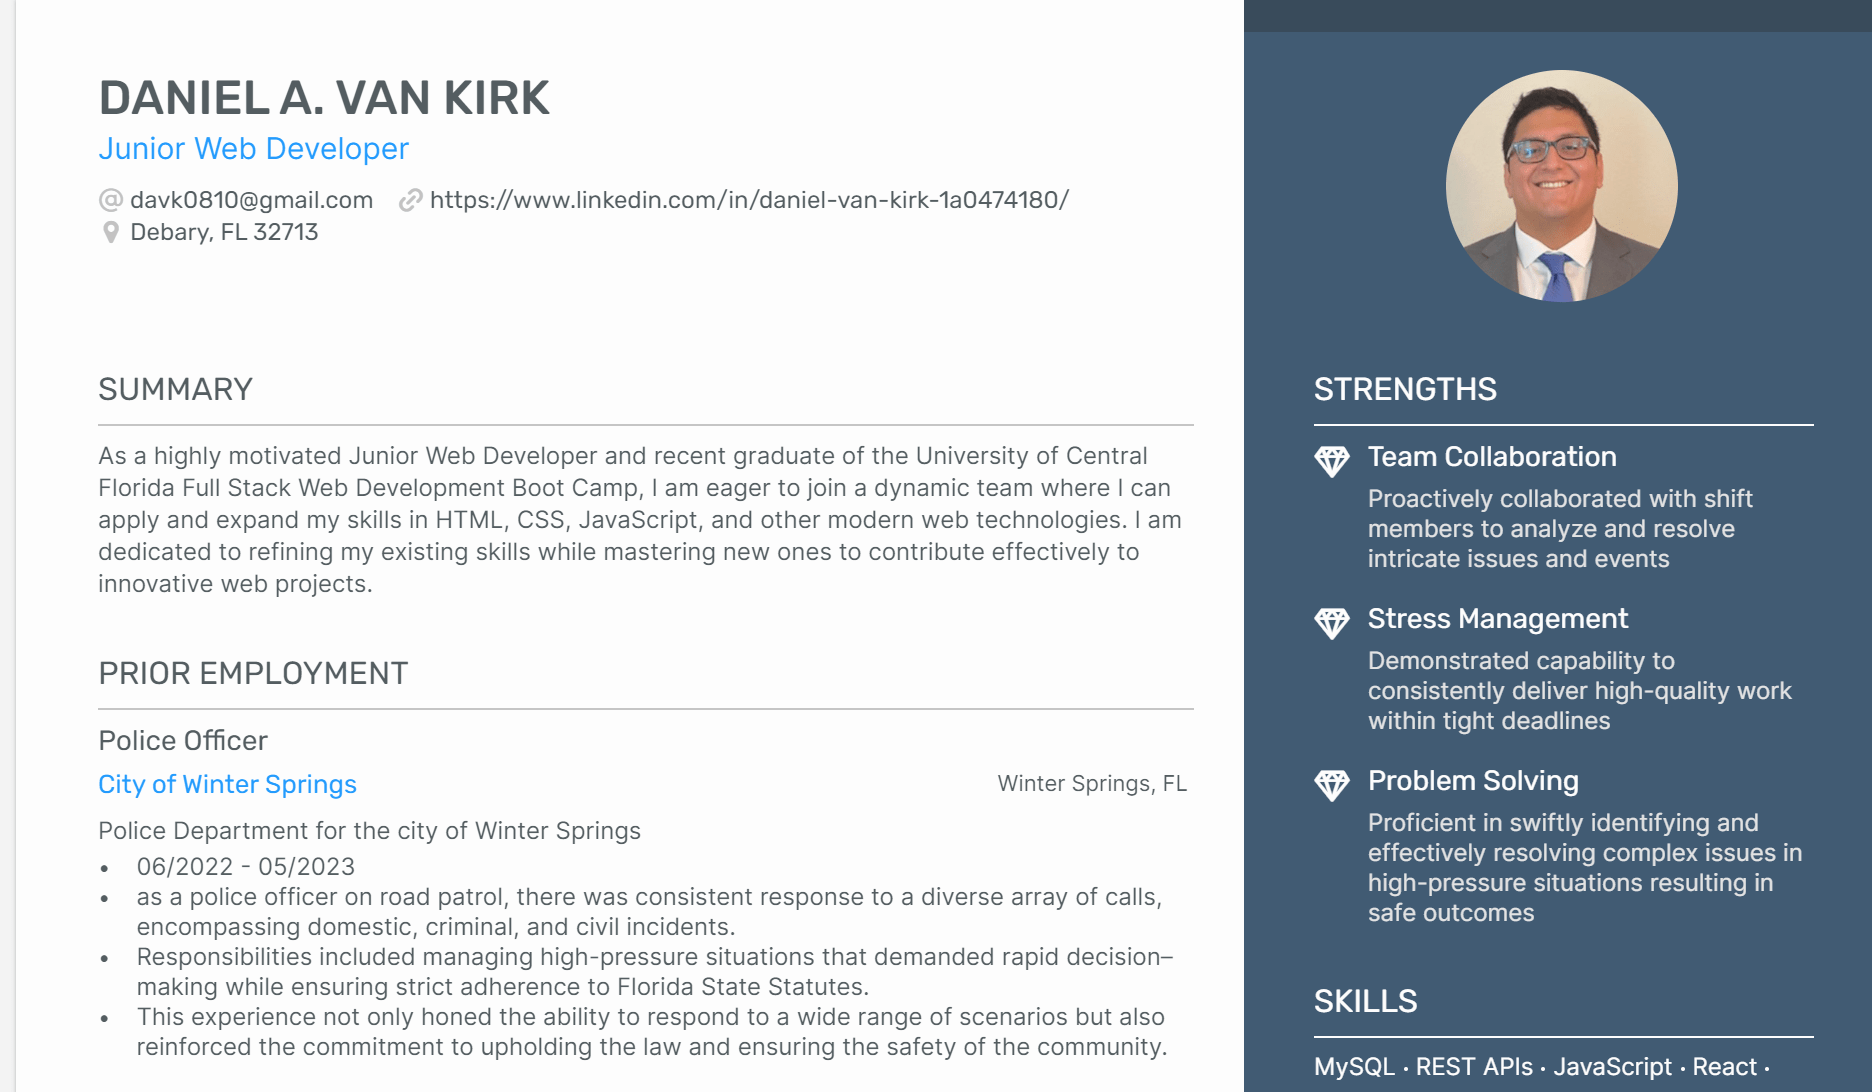 DANIEL A. VAN KIRK
Junior Web Developer
davk0810@gmail.com https://www.linkedin.com/in/daniel-van-kirk-1a0474180/
Debary, FL 32713
SUMMARY
As a highly motivated Junior Web Developer and recent graduate of the University of Central
Florida Full Stack Web Development Boot Camp, I am eager to join a dynamic team where I can
apply and expand my skills in HTML, CSS, JavaScript, and other modern web technologies. I am
dedicated to refining my existing skills while mastering new ones to contribute effectively to
innovative web projects.
PRIOR EMPLOYMENT
Police Officer
City of Winter Springs
Winter Springs, FL
Police Department for the city of Winter Springs
• 06/2022 - 05/2023
• as a police officer on road patrol, there was consistent response to a diverse array of calls,
encompassing domestic, criminal, and civil incidents.
• Responsibilities included managing high-pressure situations that demanded rapid decision–
making while ensuring strict adherence to Florida State Statutes.
• This experience not only honed the ability to respond to a wide range of scenarios but also
reinforced the commitment to upholding the law and ensuring the safety of the community.
STRENGTHS
Team Collaboration
Proactively collaborated with shift
members to analyze and resolve
intricate issues and events
Stress Management
Demonstrated capability to
consistently deliver high-quality work
within tight deadlines
Problem Solving
Proficient in swiftly identifying and
effectively resolving complex issues in
high-pressure situations resulting in
safe outcomes
SKILLS
MySQL · REST APIs · JavaScript · React ·